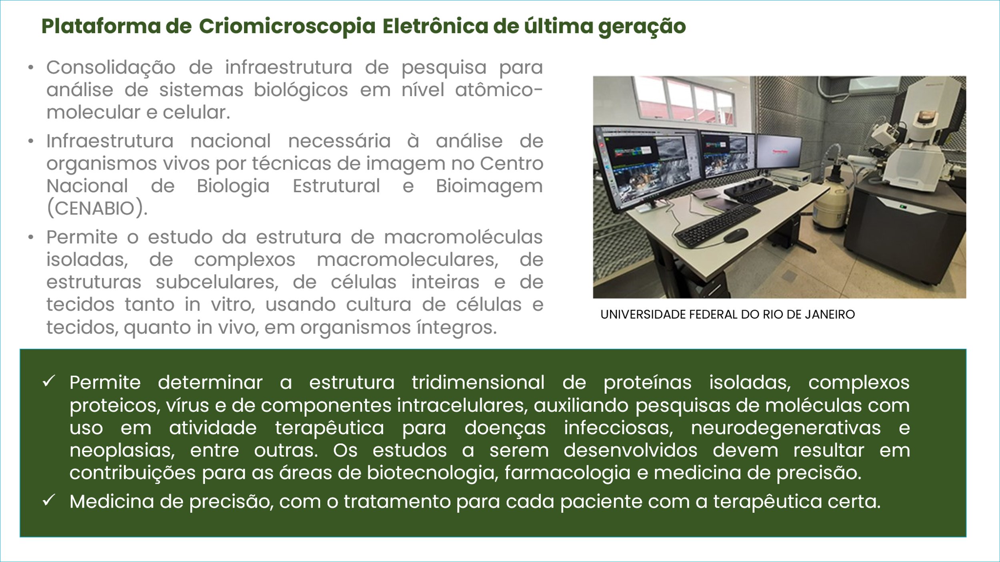 Plataforma de Criomicroscopia Eletrônica de última geração
• Consolidação de infraestrutura de pesquisa para
análise de sistemas biológicos em nível atômico-
molecular e celular.
• Infraestrutura nacional necessária à análise de
organismos vivos por técnicas de imagem no Centro
Nacional de Biologia Estrutural e Bioimagem
(CENABIO).
• Permite o estudo da estrutura de macromoléculas
isoladas, de complexos macromoleculares, de
estruturas subcelulares, de células inteiras e de
tecidos tanto in vitro, usando cultura de células e
tecidos, quanto in vivo, em organismos íntegros.
UNIVERSIDADE FEDERAL DO RIO DE JANEIRO
✓ Permite determinar a estrutura tridimensional de proteínas isoladas, complexos
proteicos, vírus e de componentes intracelulares, auxiliando pesquisas de moléculas com
uso em atividade terapêutica para doenças infecciosas, neurodegenerativas e
neoplasias, entre outras. Os estudos a serem desenvolvidos devem resultar em
contribuições para as áreas de biotecnologia, farmacologia e medicina de precisão.
✓ Medicina de precisão, com o tratamento para cada paciente com a terapêutica certa.